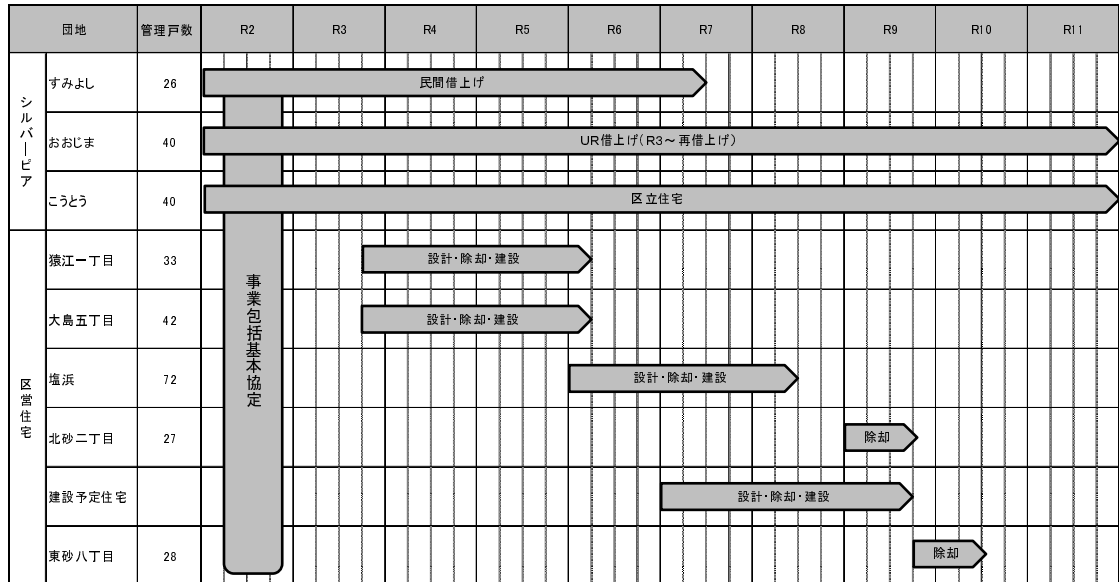 団地 管理戸数 R2 R3 R4 R5 R6 R7 R8 R9 R10 R11
シルバーピア
すみよし 26 民間借上げ
おおじま 40 UR借上げ(R3～再借上げ)
こうとう 40 区立住宅
事業包括基本協定
区営住宅
猿江一丁目 33 設計・除却・建設
大島五丁目 42 設計・除却・建設
塩浜 72 設計・除却・建設
北砂二丁目 27 除却
建設予定住宅 設計・除却・建設
東砂八丁目 28 除却